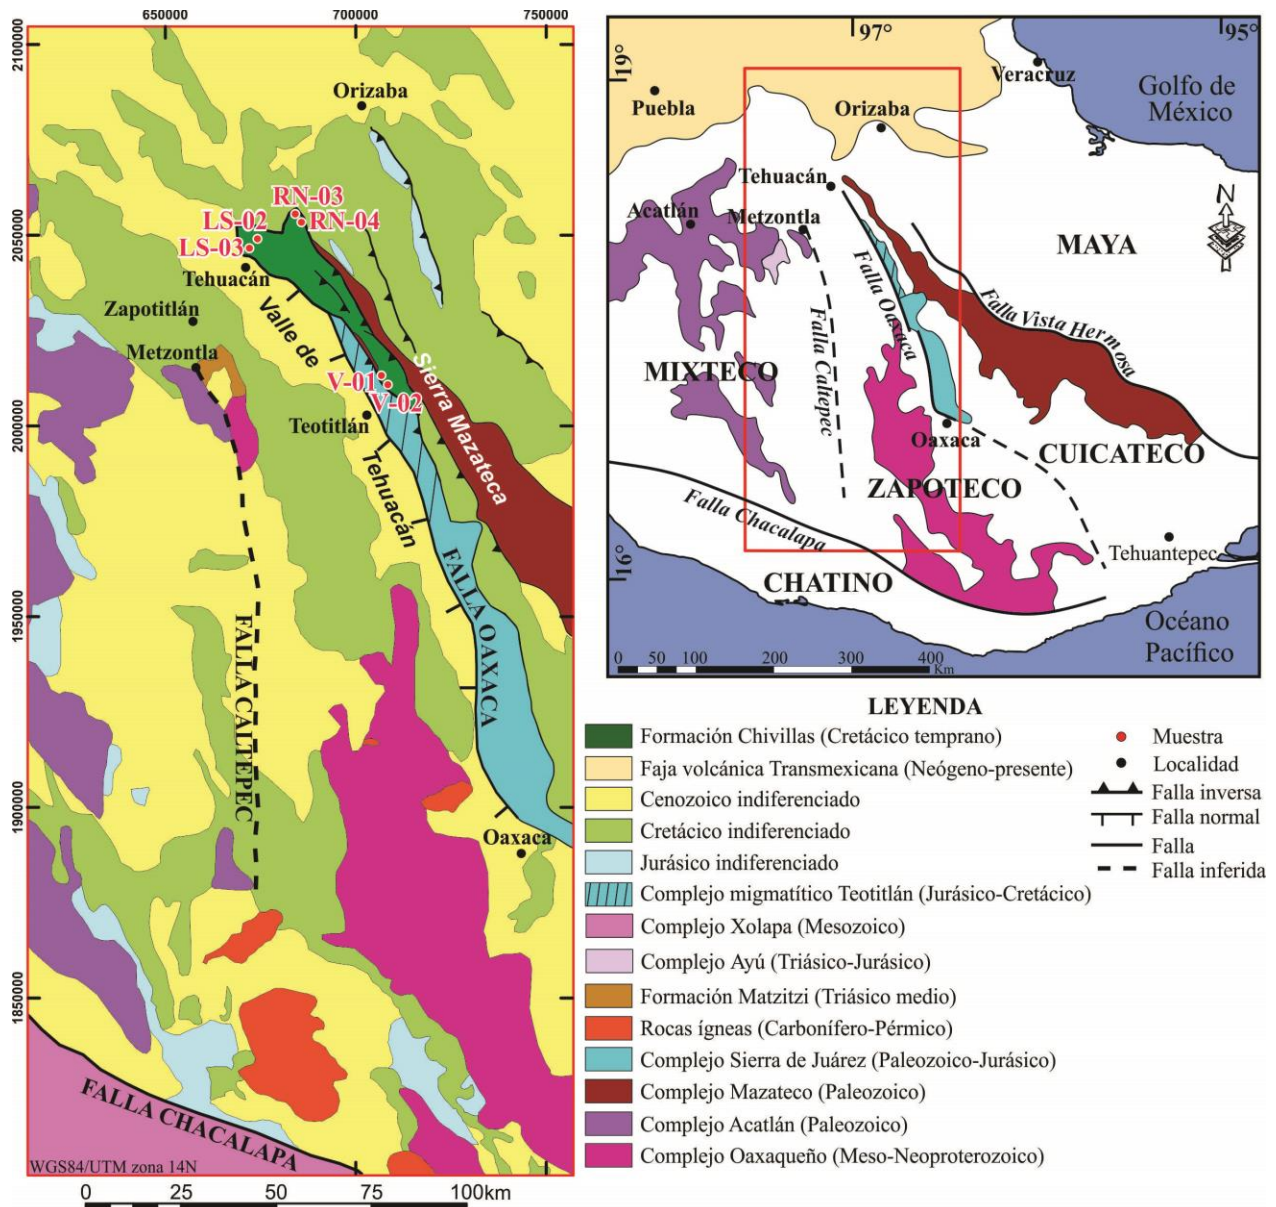 650000
700000
750000
2100000
2050000
2000000
1950000
1900000
1850000
Orizaba
RN-03
RN-04
LS-02
LS-03
Tehuacán
Zapotitlán
Metzontla
Valle de
Tehuacán
V-01
V-02
Teotitlán
Sierra Mazateca
FALLA OAXACA
FALLA CALTEPEC
Oaxaca
FALLA CHACALAPA
WGS84/UTM zona 14N
0 25 50 75 100km
97°
95°
19°
16°
Puebla
Orizaba
Veracruz
Golfo de
México
Tehuacán
Acatlán
Metzontla
N
MAYA
Falla Oaxaca
Falla Vista Hermosa
Falla Caltepec
MIXTECO
Oaxaca
CUICATECO
ZAPOTECO
Falla Chacalapa
Tehuantepec
CHATINO
Océano
Pacífico
0 50 100 200 300 400 Km
LEYENDA
Formación Chivillas (Cretácico temprano)
Faja volcánica Transmexicana (Neógeno-presente)
Cenozoico indiferenciado
Cretácico indiferenciado
Jurásico indiferenciado
Complejo migmatítico Teotitlán (Jurásico-Cretácico)
Complejo Xolapa (Mesozoico)
Complejo Ayú (Triásico-Jurásico)
Formación Matzitzi (Triásico medio)
Rocas ígneas (Carbonífero-Pérmico)
Complejo Sierra de Juárez (Paleozoico-Jurásico)
Complejo Mazateco (Paleozoico)
Complejo Acatlán (Paleozoico)
Complejo Oaxaqueño (Meso-Neoproterozoico)
Muestra
Localidad
Falla inversa
Falla normal
Falla
Falla inferida